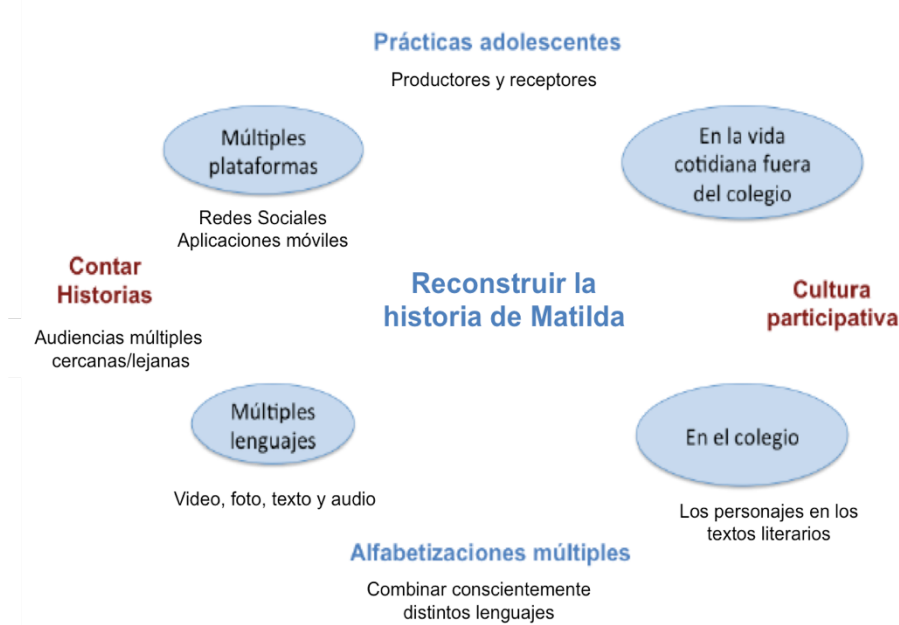 Prácticas adolescentes
Productores y receptores
Múltiples
plataformas
Redes Sociales
Aplicaciones móviles
En la vida
cotidiana fuera
del colegio
Contar
Historias
Audiencias múltiples
cercanas/lejanas
Reconstruir la
historia de Matilda
Cultura
participativa
Múltiples
lenguajes
Video, foto, texto y audio
En el colegio
Los personajes en los
textos literarios
Alfabetizaciones múltiples
Combinar conscientemente
distintos lenguajes